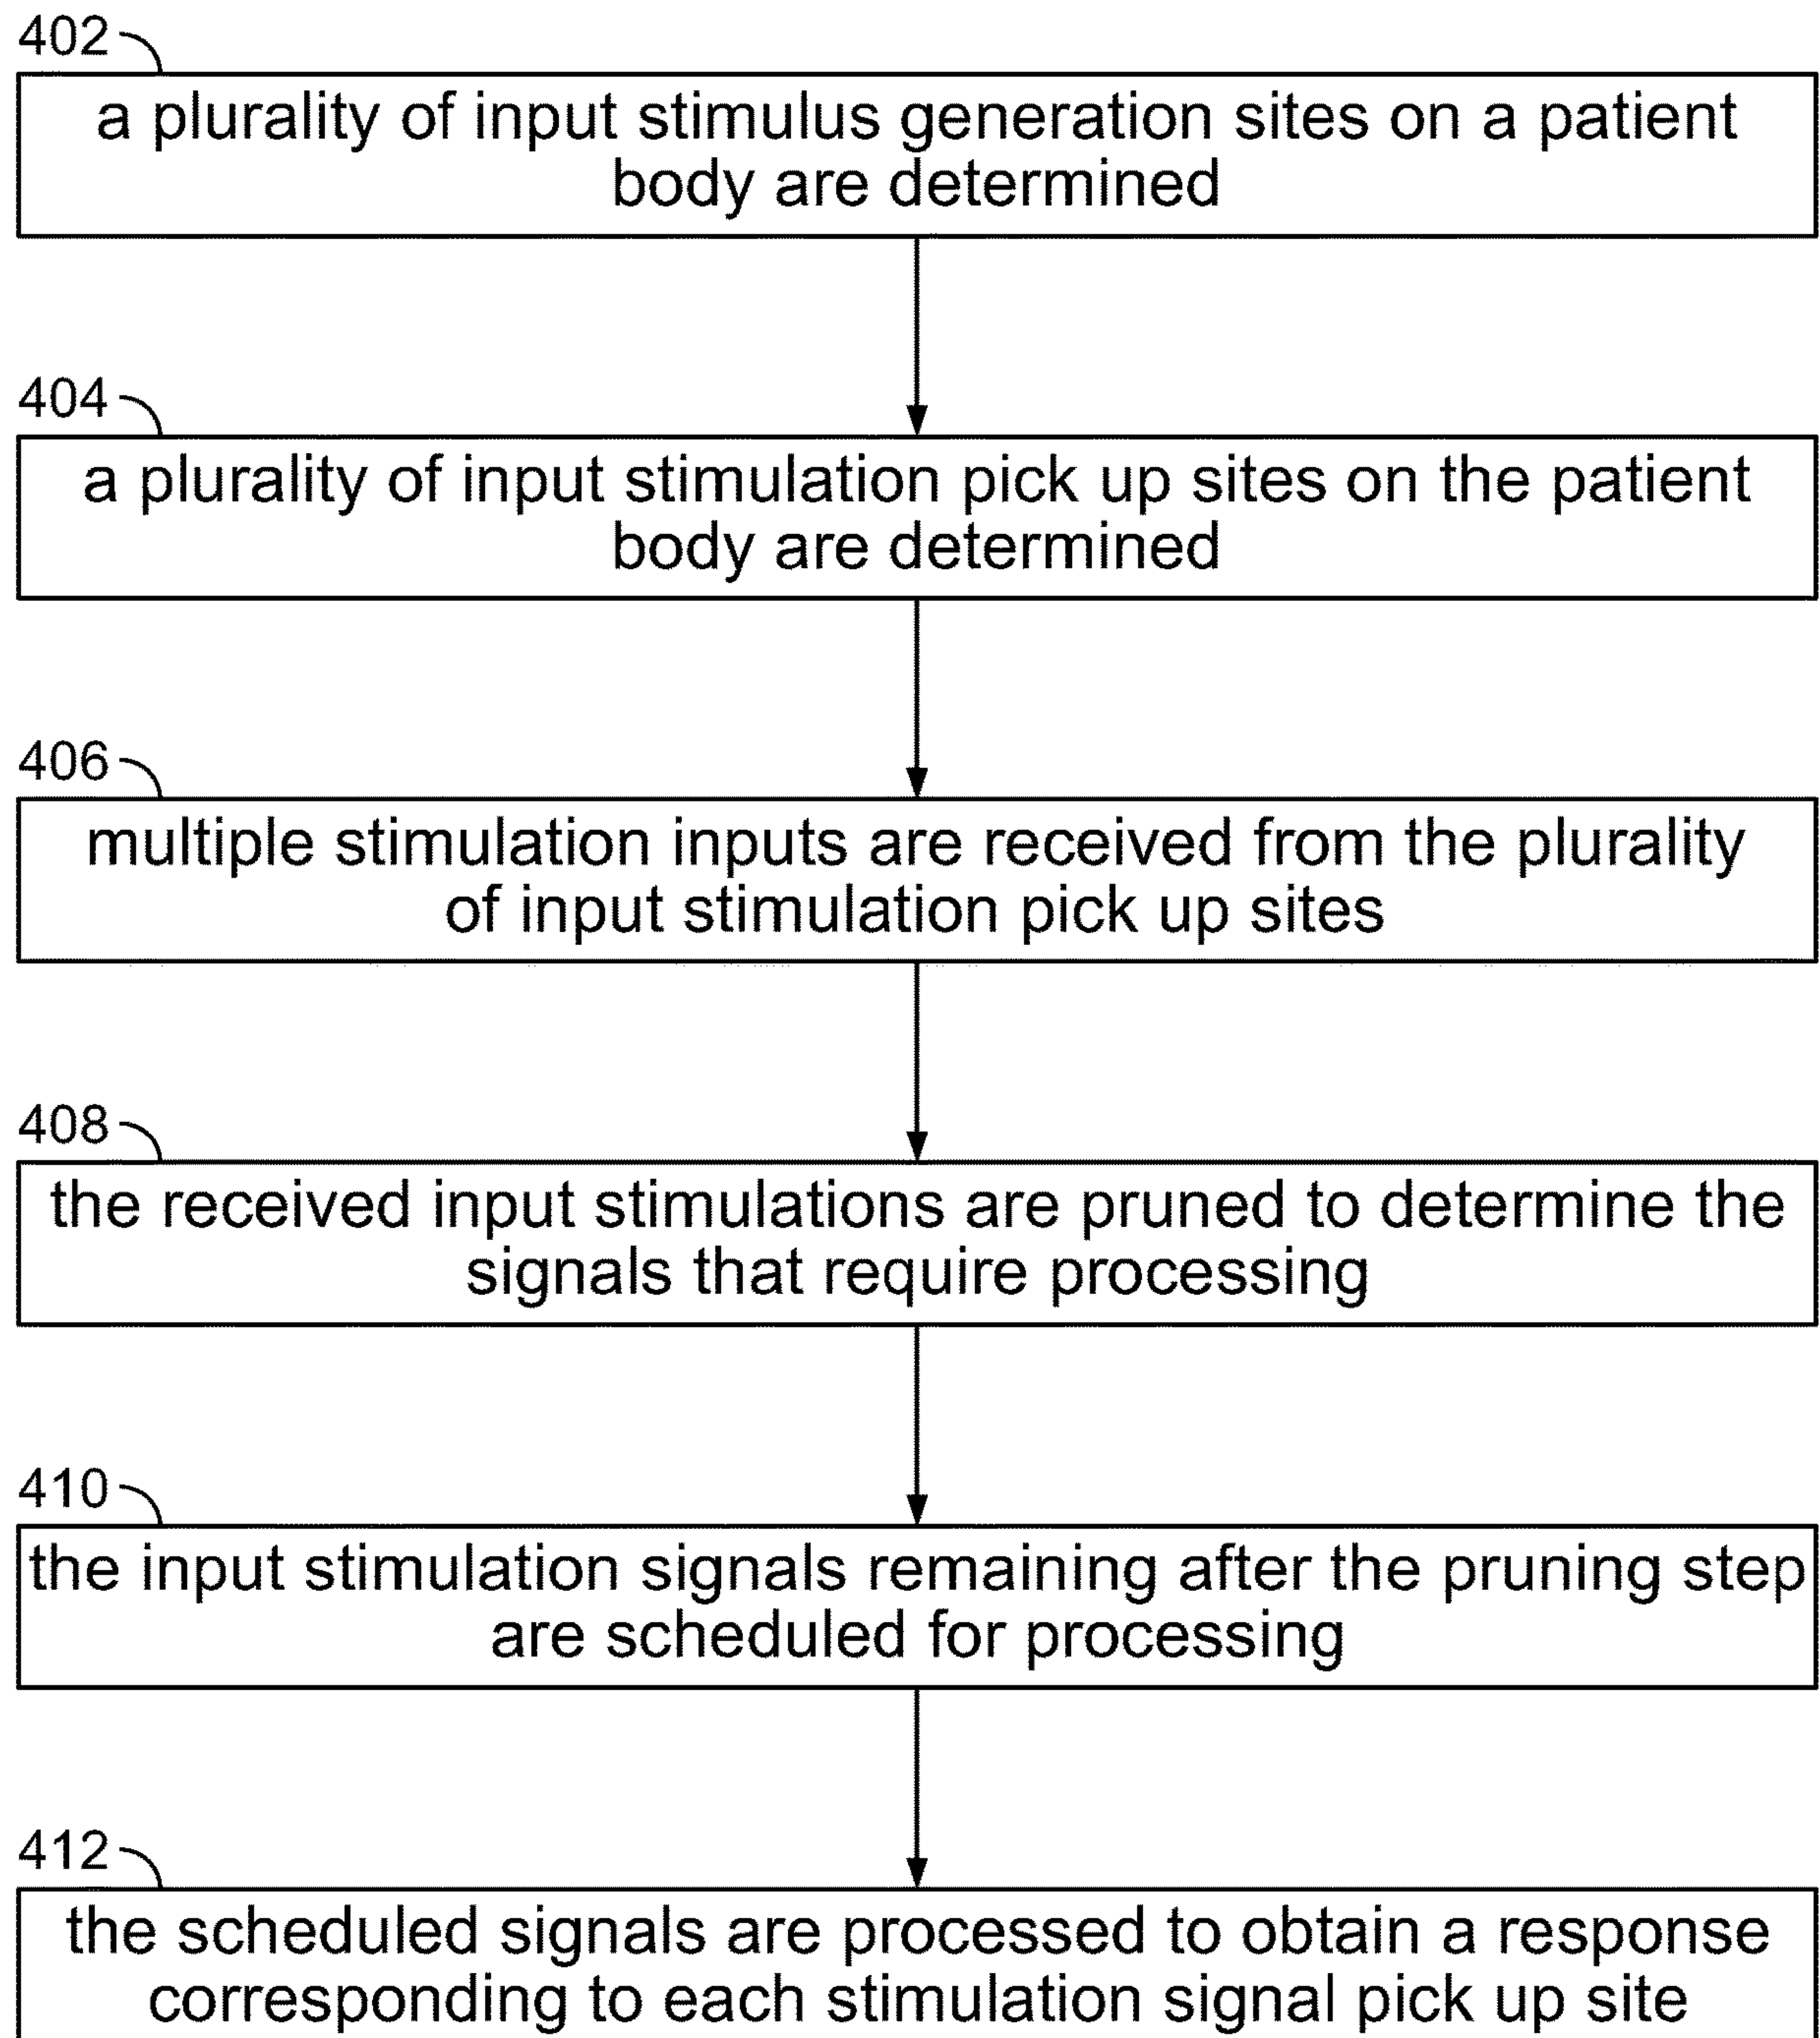 402
a plurality of input stimulus generation sites on a patient
body are determined
404
a plurality of input stimulation pick up sites on the patient
body are determined
406
multiple stimulation inputs are received from the plurality
of input stimulation pick up sites
408
the received input stimulations are pruned to determine the
signals that require processing
410
the input stimulation signals remaining after the pruning step
are scheduled for processing
412
the scheduled signals are processed to obtain a response
corresponding to each stimulation signal pick up site